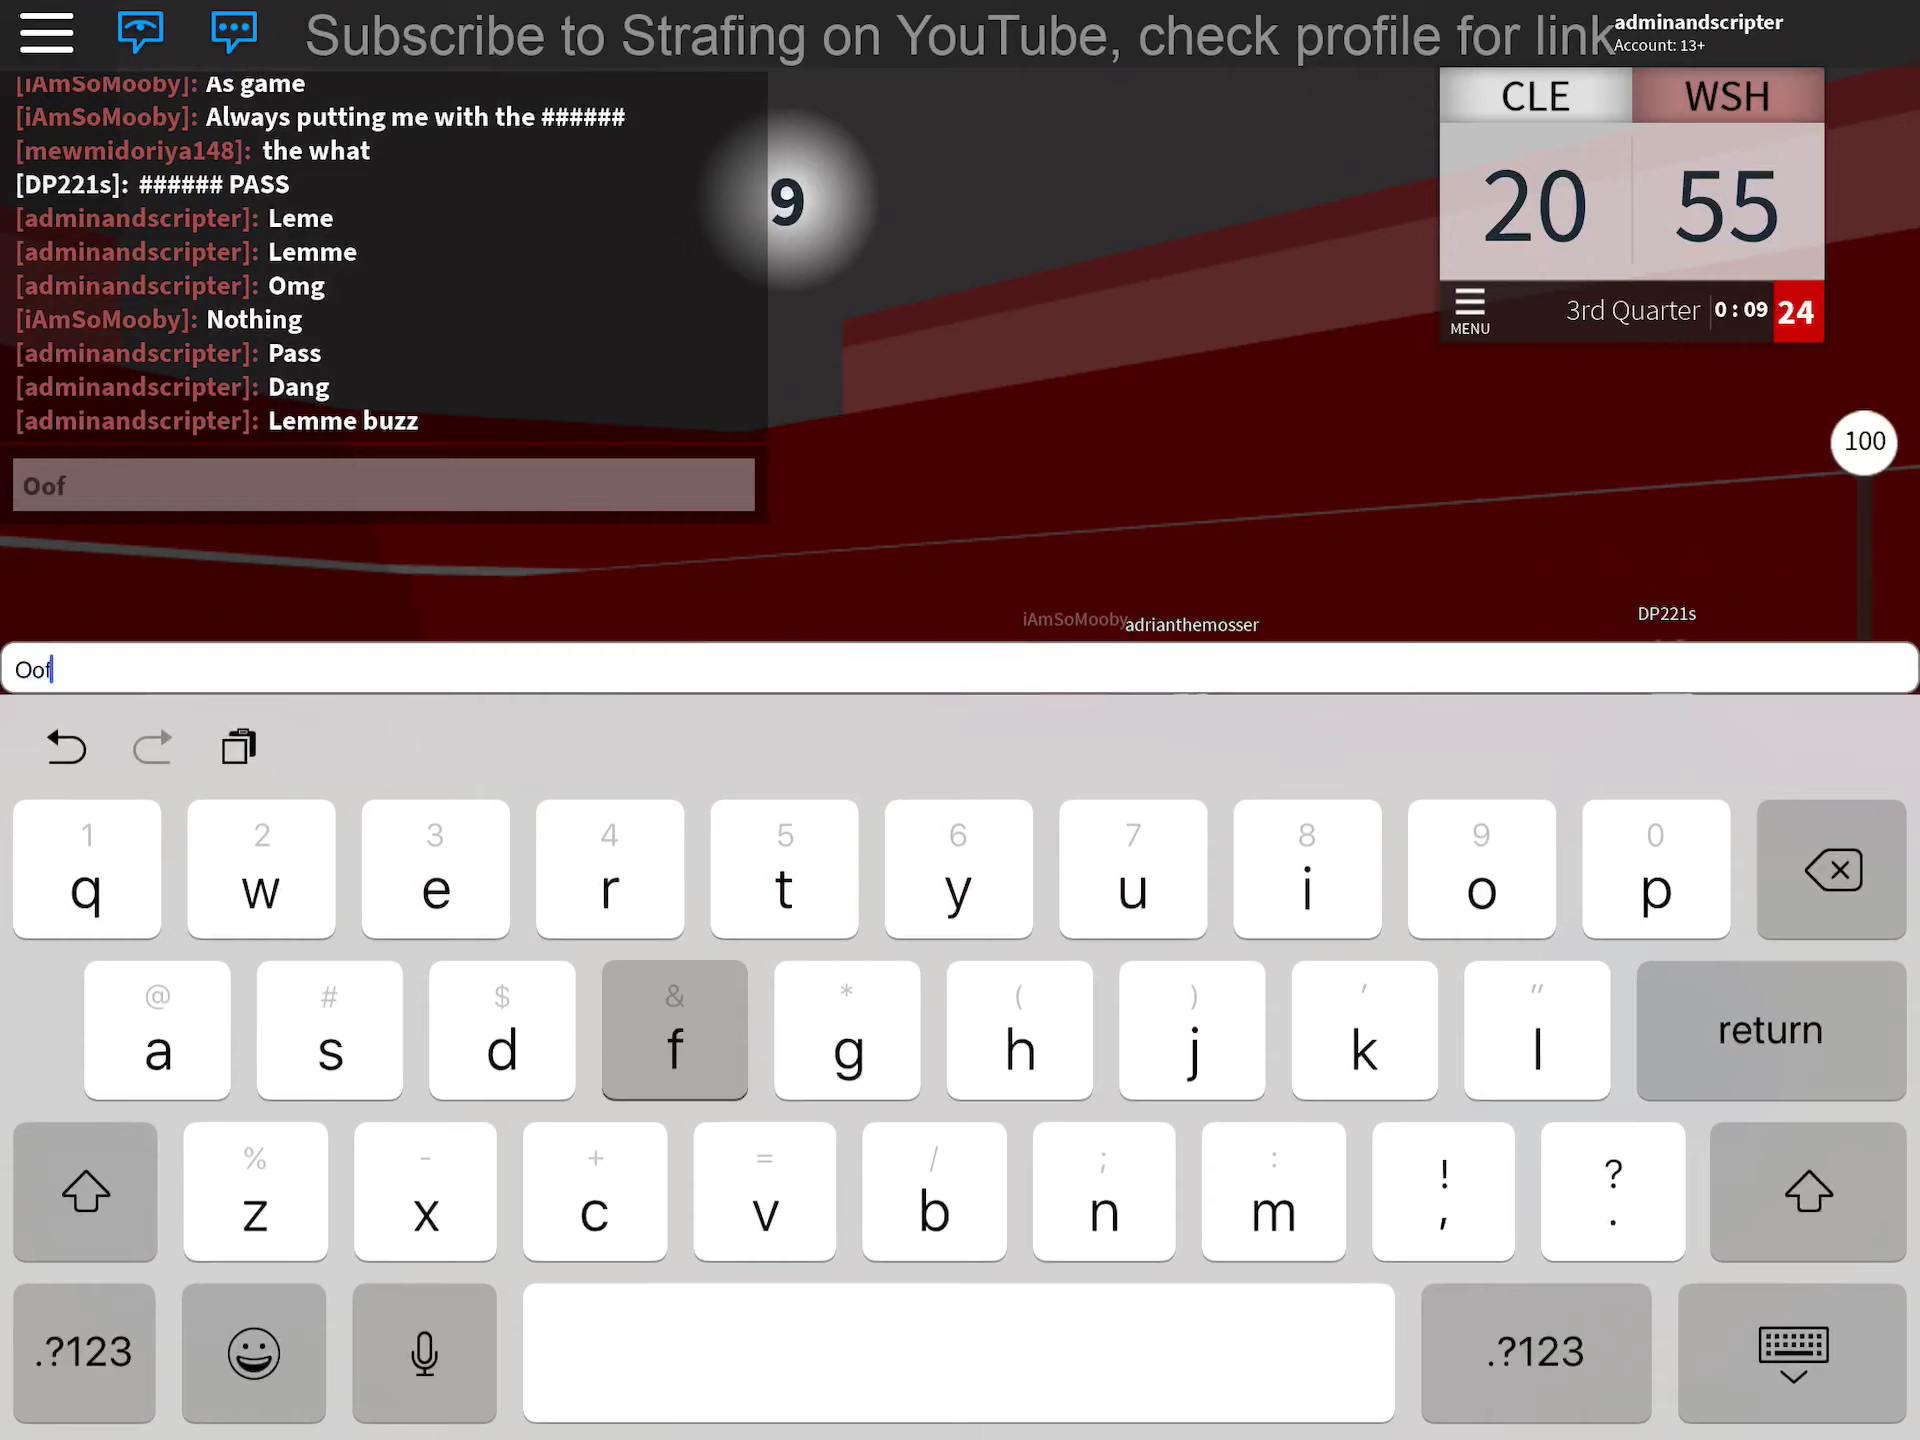 Subscribe to Strafing on YouTube, check profile for link
adminandscripter
Account: 13+
[iAmSoMooby]: As game
[iAmSoMooby]: Always putting me with the ######
[mewmidoriya148]: the what
[DP221s]: ###### PASS
[adminandscripter]: Leme
[adminandscripter]: Lemme
[adminandscripter]: Omg
[iAmSoMooby]: Nothing
[adminandscripter]: Pass
[adminandscripter]: Dang
[adminandscripter]: Lemme buzz
Oof
9
CLE WSH
20 55
MENU 3rd Quarter 0 : 09 24
100
iAmSoMooby adrianthemosser DP221s
Oof
1 2 3 4 5 6 7 8 9 0
q w e r t y u i o p
@ # $ & * ( ) ' "
a s d f g h j k l return
% - + = / ; : ! ?
z x c v b n m , .
.?123 .?123